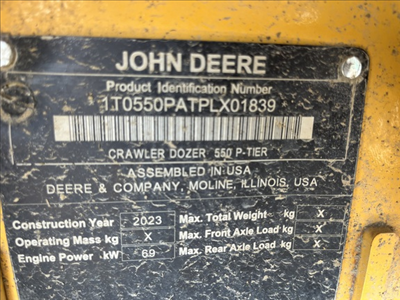 JOHN DEERE
Product Identification Number
1T0550PATPLX01839
CRAWLER DOZER 550 P-TIER
ASSEMBLED IN USA
DEERE & COMPANY, MOLINE, ILLINOIS, USA
Construction Year 2023 Max. Total Weight kg X
Operating Mass kg X Max. Front Axle Load kg X
Engine Power kW 69 Max. Rear Axle Load kg X